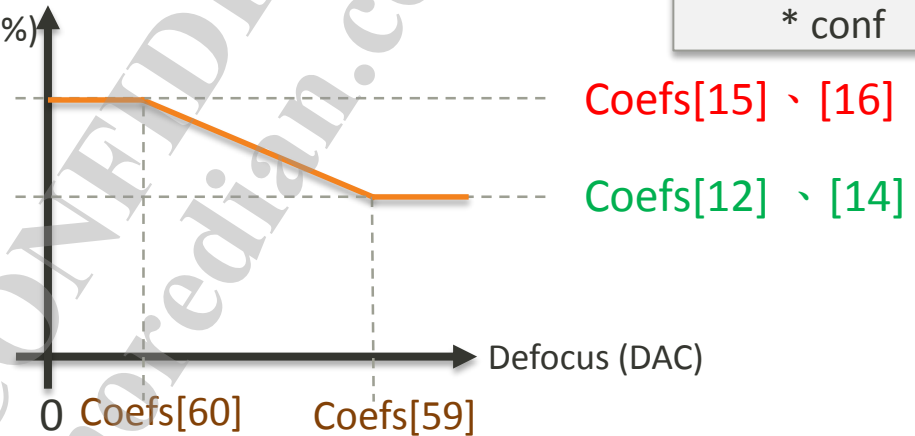 %)
* conf
Coefs[15] 、[16]
Coefs[12] 、[14]
Defocus (DAC)
0 Coefs[60] Coefs[59]